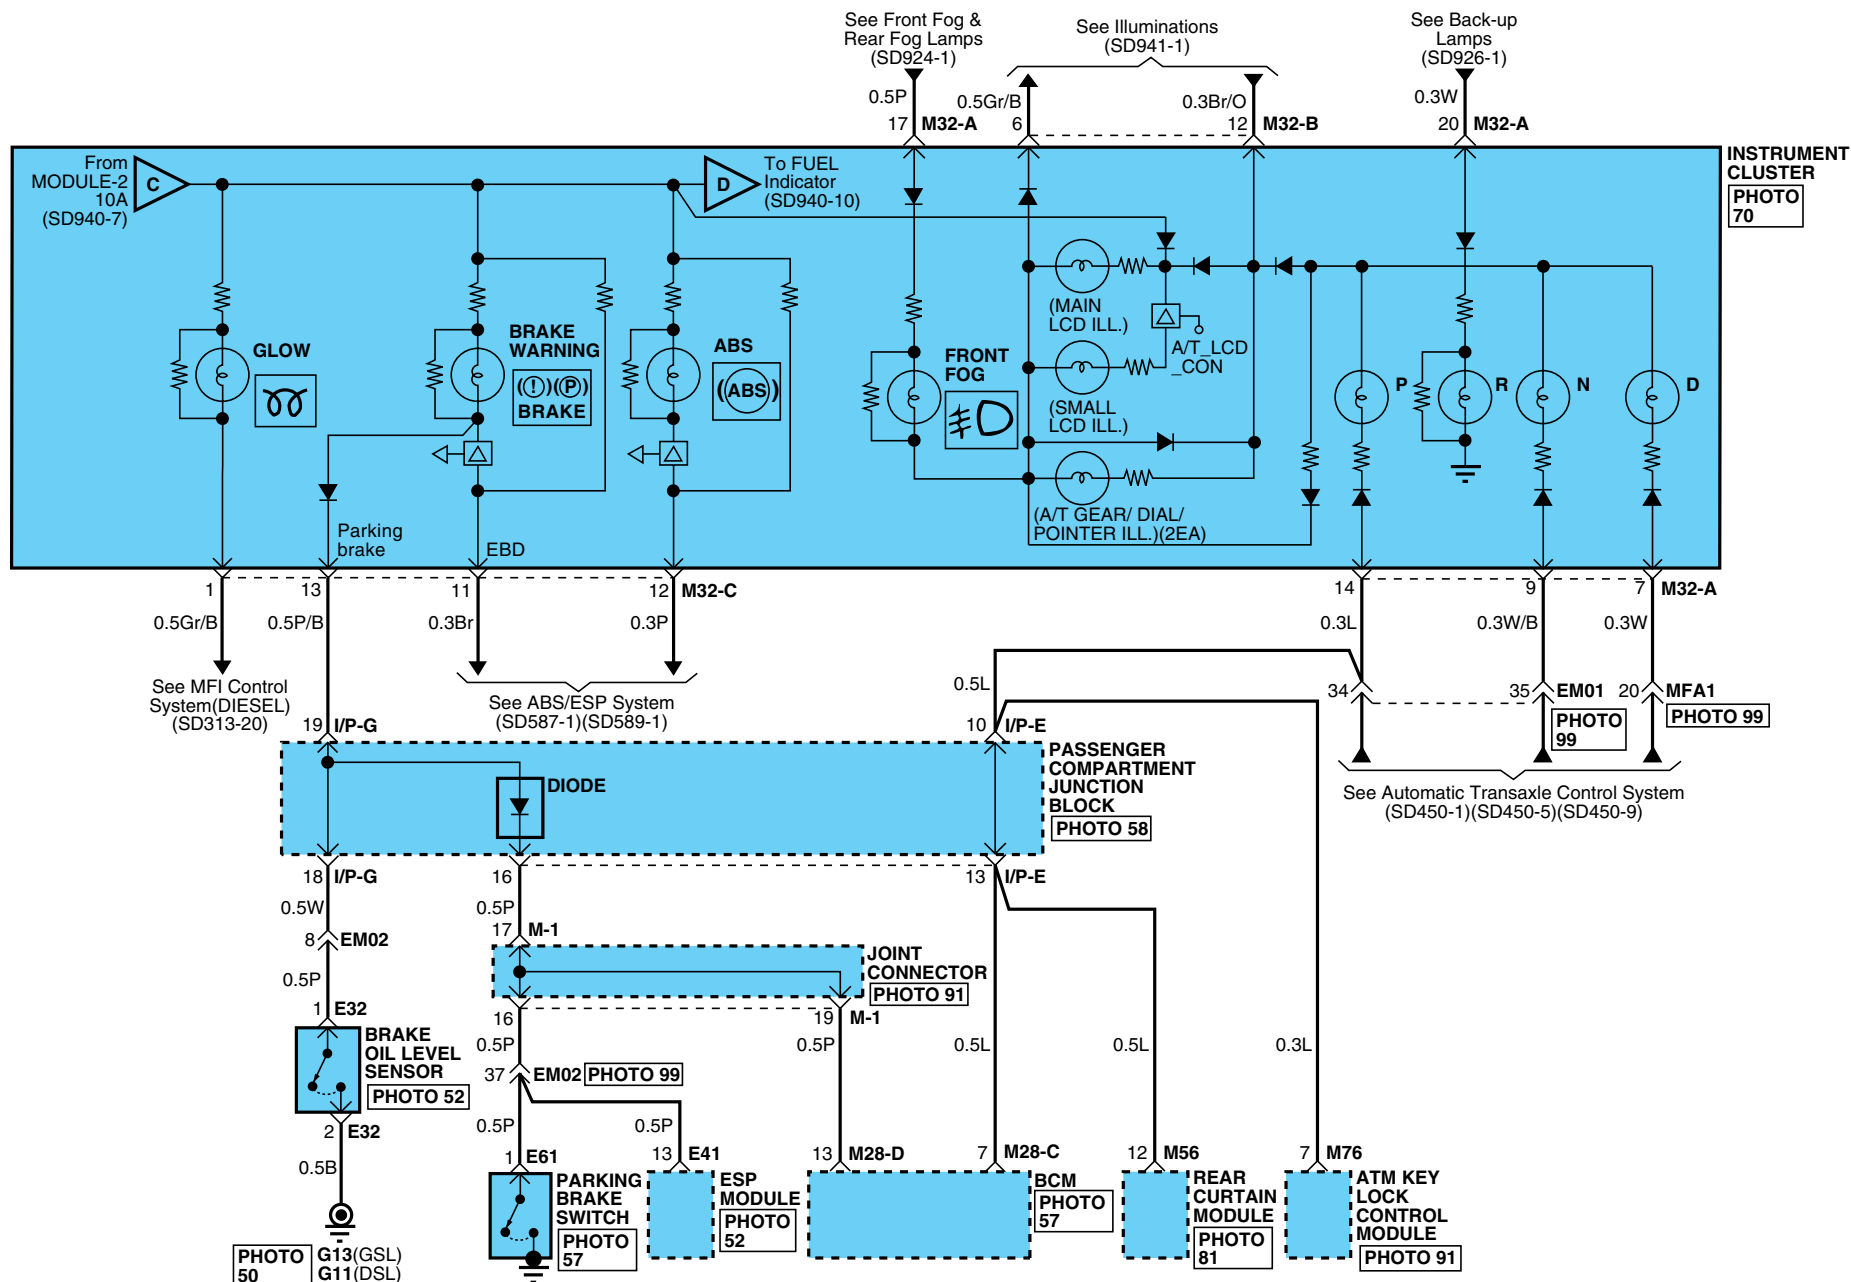 See Front Fog &
Rear Fog Lamps
(SD924-1)
See Illuminations
(SD941-1)
See Back-up
Lamps
(SD926-1)
0.5P
0.5Gr/B
0.3Br/O
0.3W
17 M32-A
6
12 M32-B
20 M32-A
INSTRUMENT
CLUSTER
PHOTO
70
From
MODULE-2
10A
(SD940-7)
C
D
To FUEL
Indicator
(SD940-10)
GLOW
BRAKE
WARNING
(!) (P)
BRAKE
ABS
(ABS)
FRONT
FOG
(MAIN
LCD ILL.)
A/T_LCD
_CON
(SMALL
LCD ILL.)
(A/T GEAR/ DIAL/
POINTER ILL.)(2EA)
P
R
N
D
Parking
brake
EBD
1
13
11
12 M32-C
14
9
7 M32-A
0.5Gr/B
0.5P/B
0.3Br
0.3P
0.3L
0.3W/B
0.3W
See MFI Control
System(DIESEL)
(SD313-20)
See ABS/ESP System
(SD587-1)(SD589-1)
0.5L
34
35 EM01
PHOTO
99
20 MFA1
PHOTO 99
See Automatic Transaxle Control System
(SD450-1)(SD450-5)(SD450-9)
19 I/P-G
10 I/P-E
PASSENGER
COMPARTMENT
JUNCTION
BLOCK
PHOTO 58
DIODE
18 I/P-G
16
13 I/P-E
0.5W
0.5P
8 EM02
17 M-1
JOINT
CONNECTOR
PHOTO 91
0.5P
1 E32
16
19 M-1
BRAKE
OIL LEVEL
SENSOR
PHOTO 52
0.5P
0.5P
0.5L
0.5L
0.3L
37 EM02 PHOTO 99
2 E32
0.5P
0.5P
0.5B
1 E61
13 E41
13 M28-D
7 M28-C
12 M56
7 M76
PARKING
BRAKE
SWITCH
PHOTO
57
ESP
MODULE
PHOTO
52
BCM
PHOTO
57
REAR
CURTAIN
MODULE
PHOTO
81
ATM KEY
LOCK
CONTROL
MODULE
PHOTO 91
PHOTO
50
G13(GSL)
G11(DSL)